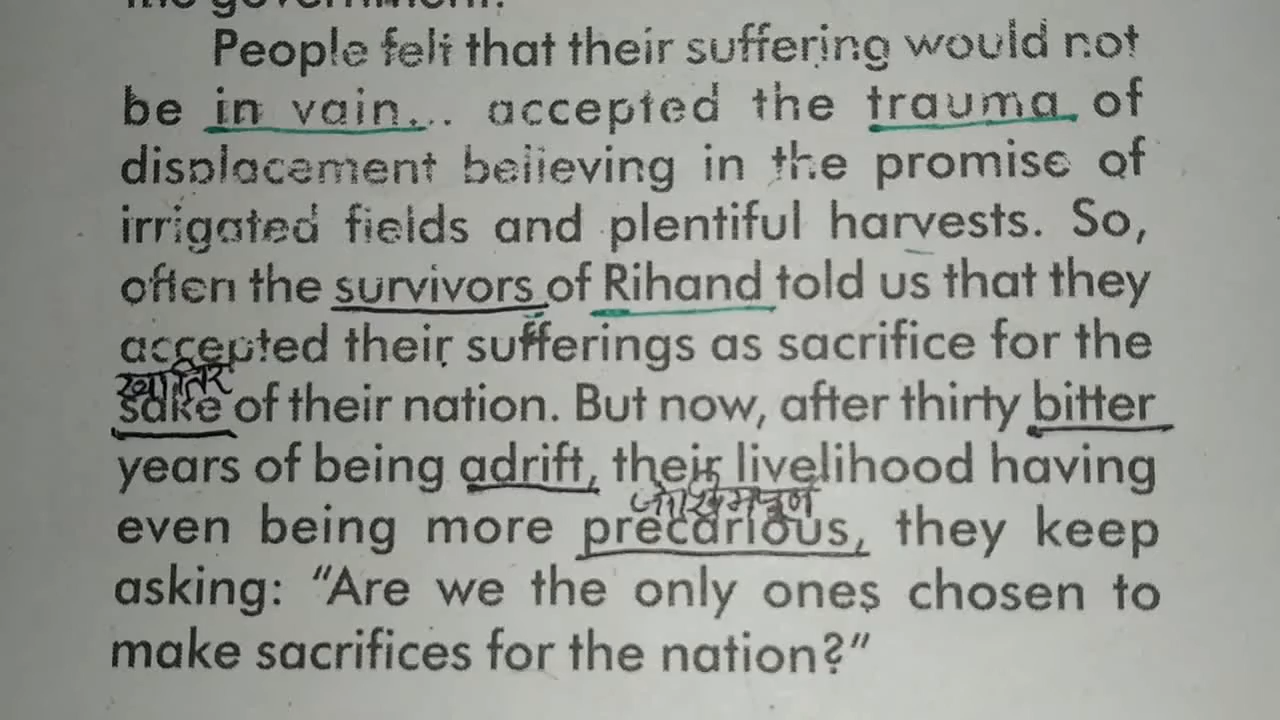 the government.
People felt that their suffering would not
be in vain... accepted the trauma of
displacement believing in the promise of
irrigated fields and plentiful harvests. So,
often the survivors of Rihand told us that they
accepted their sufferings as sacrifice for the
खातिर
sake of their nation. But now, after thirty bitter
years of being adrift, their livelihood having
जोखिमपूर्ण
even being more precarious, they keep
asking: “Are we the only ones chosen to
make sacrifices for the nation?”